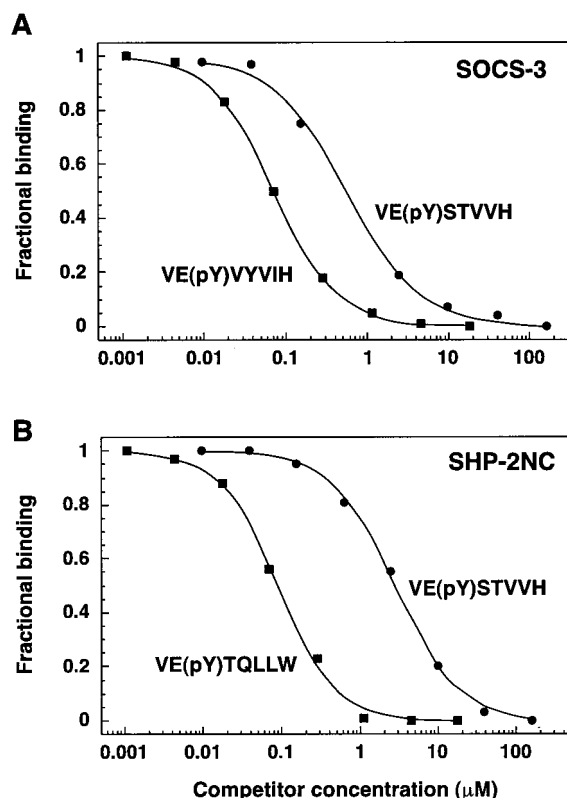 A
SOCS-3
Fractional binding
1
0.8
0.6
0.4
0.2
0
VE(pY)STVVH
VE(pY)VYVIH
0.001 0.01 0.1 1 10 100
B
SHP-2NC
Fractional binding
1
0.8
0.6
0.4
0.2
0
VE(pY)STVVH
VE(pY)TQLLW
0.001 0.01 0.1 1 10 100
Competitor concentration (μM)